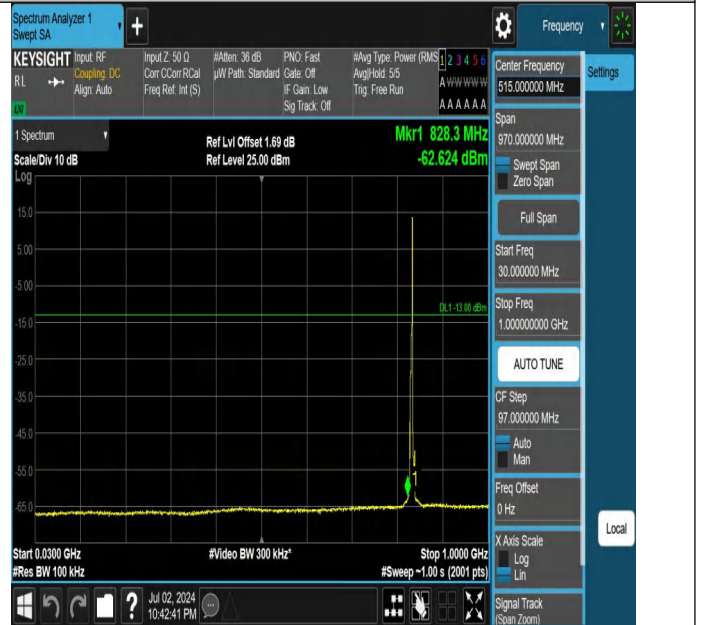 Spectrum Analyzer 1
Swept SA
+
Frequency
KEYSIGHT
Input: RF
Coupling: DC
Align: Auto
Input Z: 50 Ω
Corr CCorr RCal
Freq Ref: Int (S)
#Atten: 36 dB
µW Path: Standard
PNO: Fast
Gate: Off
IF Gain: Low
Sig Track: Off
#Avg Type: Power (RMS
Avg|Hold: 5/5
Trig: Free Run
1 2 3 4 5 6
A W W W W W
A A A A A A
R L
LXI
1 Spectrum
Scale/Div 10 dB
Ref Lvl Offset 1.69 dB
Ref Level 25.00 dBm
Mkr1 828.3 MHz
-62.624 dBm
Log
15.0
5.00
-5.00
-15.0
-25.0
-35.0
-45.0
-55.0
-65.0
DL1 -13.00 dBm
Start 0.0300 GHz
#Res BW 100 kHz
#Video BW 300 kHz*
Stop 1.0000 GHz
#Sweep ~1.00 s (2001 pts)
Center Frequency
515.000000 MHz
Settings
Span
970.000000 MHz
Swept Span
Zero Span
Full Span
Start Freq
30.000000 MHz
Stop Freq
1.000000000 GHz
AUTO TUNE
CF Step
97.000000 MHz
Auto
Man
Freq Offset
0 Hz
X Axis Scale
Log
Lin
Local
Signal Track
(Span Zoom)
?
Jul 02, 2024
10:42:41 PM